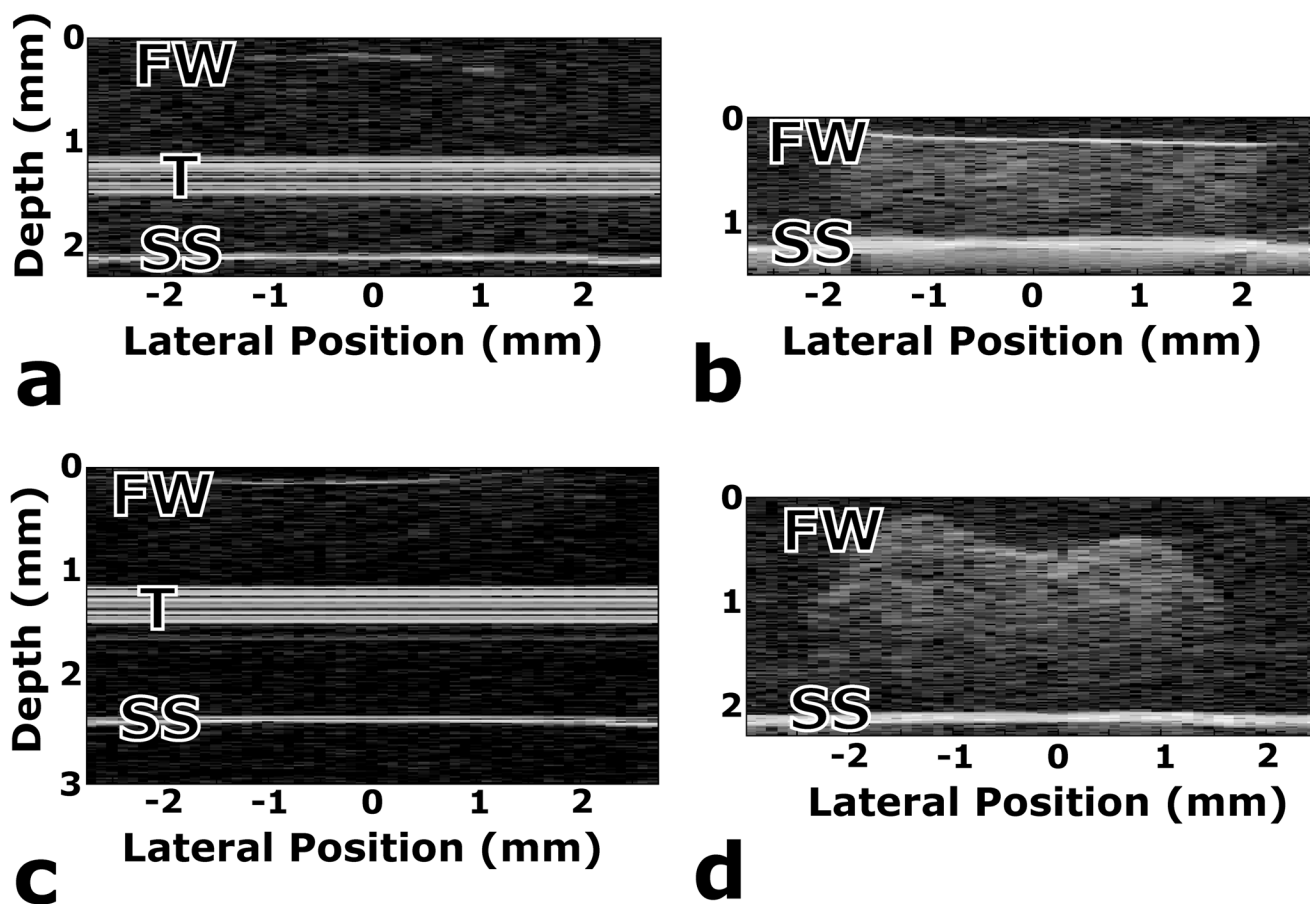 0
1
2
Depth (mm)
FW
T
SS
-2 -1 0 1 2
Lateral Position (mm)
a
0
1
FW
SS
-2 -1 0 1 2
Lateral Position (mm)
b
0
1
2
3
Depth (mm)
FW
T
SS
-2 -1 0 1 2
Lateral Position (mm)
c
0
1
2
FW
SS
-2 -1 0 1 2
Lateral Position (mm)
d